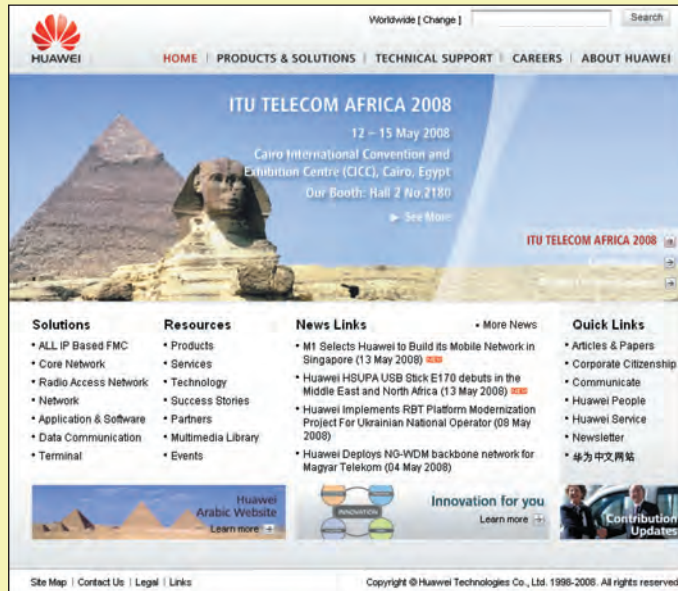 Worldwide [ Change ]
Search
HUAWEI
HOME | PRODUCTS & SOLUTIONS | TECHNICAL SUPPORT | CAREERS | ABOUT HUAWEI
ITU TELECOM AFRICA 2008
12 – 15 May 2008
Cairo International Convention and
Exhibition Centre (CICC), Cairo, Egypt
Our Booth: Hall 2 No.2180
► See More
ITU TELECOM AFRICA 2008
Solutions
• ALL IP Based FMC
• Core Network
• Radio Access Network
• Network
• Application & Software
• Data Communication
• Terminal
Resources
• Products
• Services
• Technology
• Success Stories
• Partners
• Multimedia Library
• Events
News Links
• More News
• M1 Selects Huawei to Build its Mobile Network in
Singapore (13 May 2008) NEW
• Huawei HSUPA USB Stick E170 debuts in the
Middle East and North Africa (13 May 2008) NEW
• Huawei Implements RBT Platform Modernization
Project For Ukrainian National Operator (09 May
2008)
• Huawei Deploys NG-WDM backbone network for
Magyar Telekom (04 May 2008)
Quick Links
• Articles & Papers
• Corporate Citizenship
• Communicate
• Huawei People
• Huawei Service
• Newsletter
• 华为中文网站
Huawei
Arabic Website
Learn more
INNOVATION
Innovation for you
Learn more
Contribution
Updates
Site Map | Contact Us | Legal | Links
Copyright © Huawei Technologies Co., Ltd. 1998-2008. All rights reserved